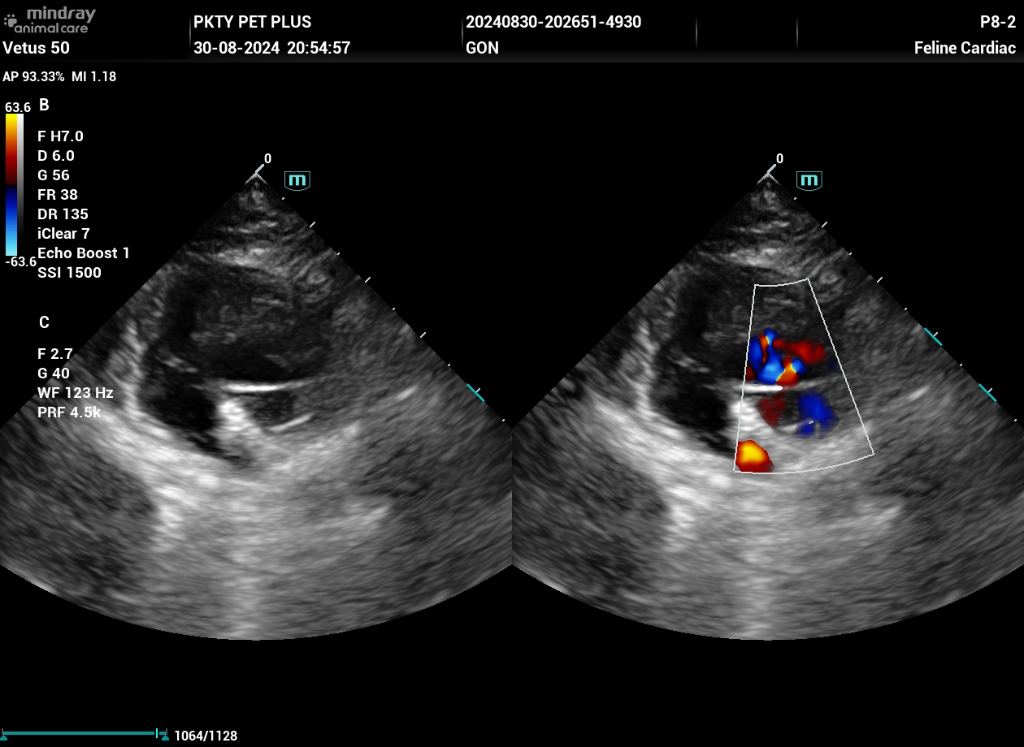 mindray
animalcare
Vetus 50
PKTY PET PLUS
30-08-2024 20:54:57
20240830-202651-4930
GON
P8-2
Feline Cardiac
AP 93.33% MI 1.18
63.6
B
F H7.0
D 6.0
G 56
FR 38
DR 135
iClear 7
Echo Boost 1
-63.6
SSI 1500
C
F 2.7
G 40
WF 123 Hz
PRF 4.5k
0
m
0
m
1064/1128